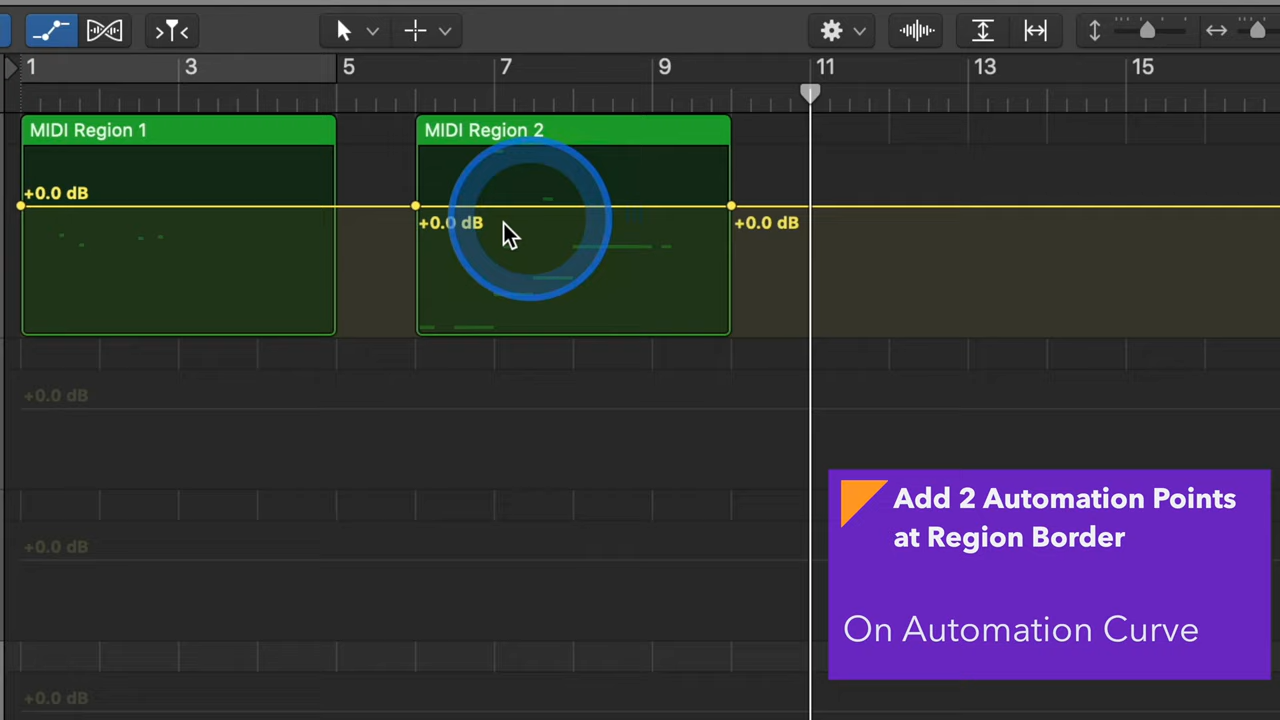 1 3 5 7 9 11 13 15
MIDI Region 1 MIDI Region 2
+0.0 dB
+0.0 dB +0.0 dB
+0.0 dB
Add 2 Automation Points
at Region Border
+0.0 dB
On Automation Curve
+0.0 dB